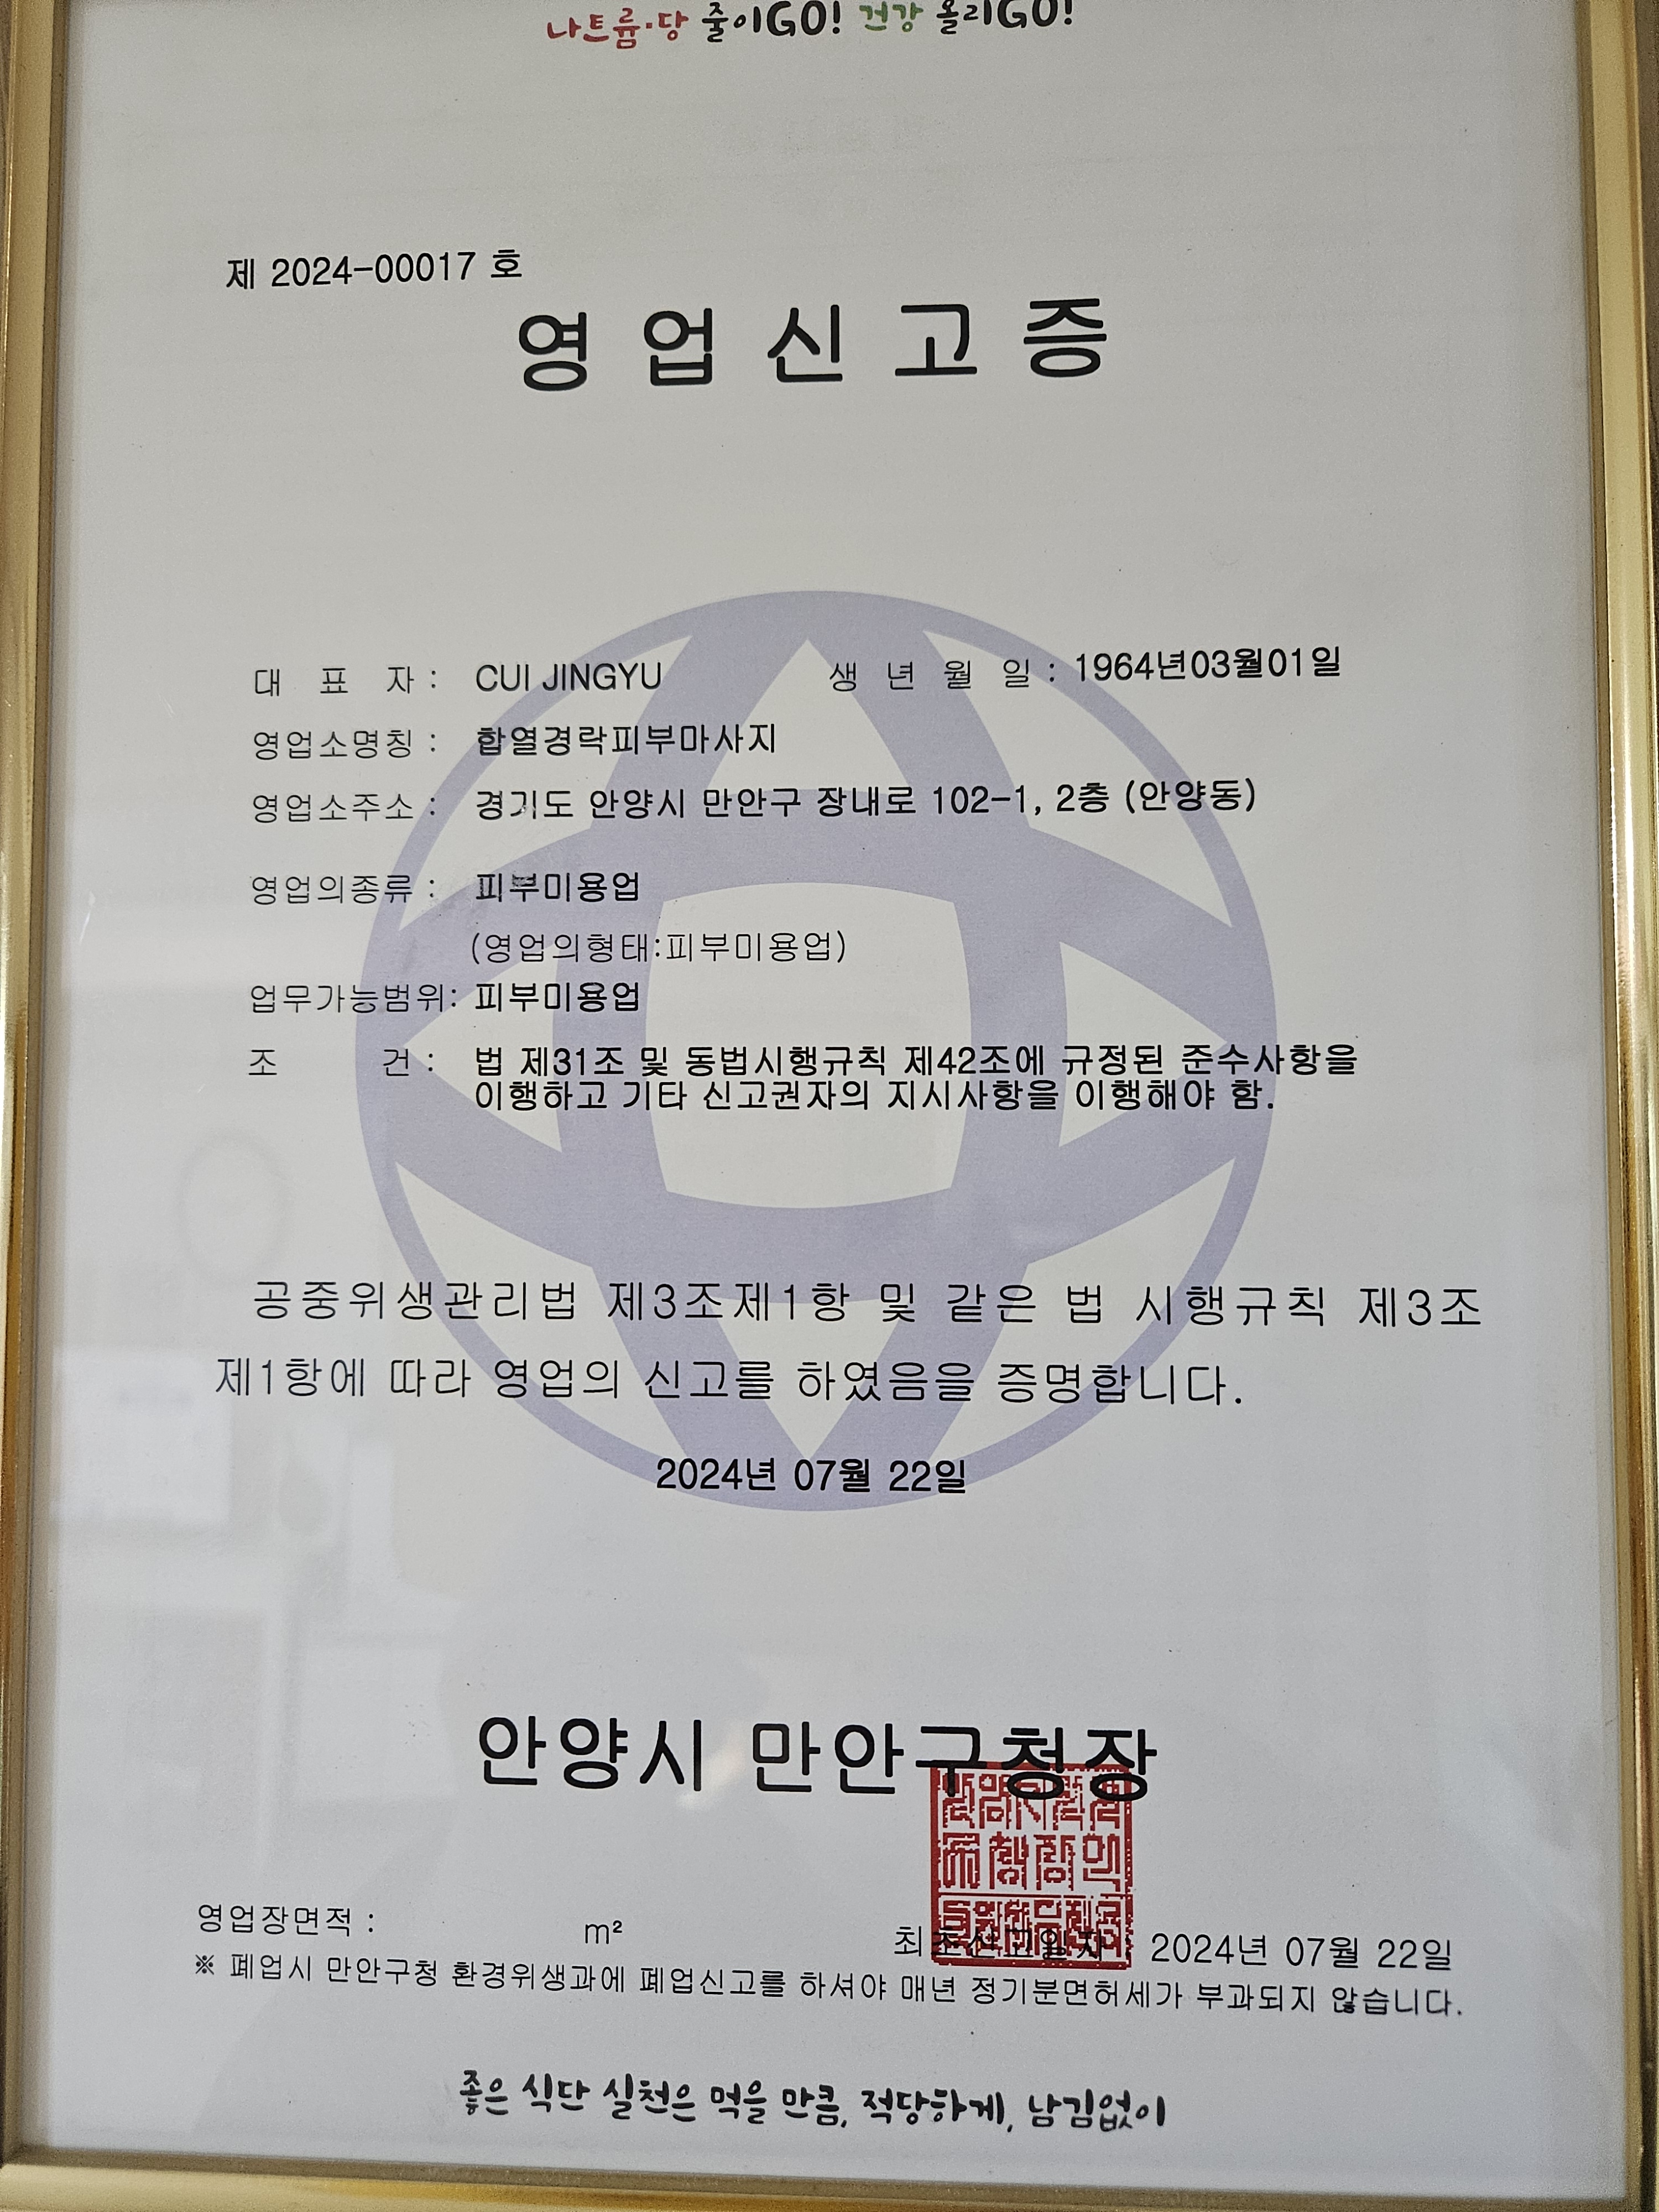 나트륨·당 줄이GO! 건강 올리GO!
제 2024-00017 호
영업신고증
대 표 자 : CUI JINGYU 생 년 월 일 : 1964년03월01일
영업소명칭 : 합열경락피부마사지
영업소주소 : 경기도 안양시 만안구 장내로 102-1, 2층 (안양동)
영업의종류 : 피부미용업
(영업의형태:피부미용업)
업무가능범위: 피부미용업
조 건 : 법 제31조 및 동법시행규칙 제42조에 규정된 준수사항을
이행하고 기타 신고권자의 지시사항을 이행해야 함.
공중위생관리법 제3조제1항 및 같은 법 시행규칙 제3조
제1항에 따라 영업의 신고를 하였음을 증명합니다.
2024년 07월 22일
안양시 만안구청장
영업장면적 : m² 최초신고일자 : 2024년 07월 22일
※ 폐업시 만안구청 환경위생과에 폐업신고를 하셔야 매년 정기분면허세가 부과되지 않습니다.
좋은 식단 실천은 먹을 만큼, 적당하게, 남김없이